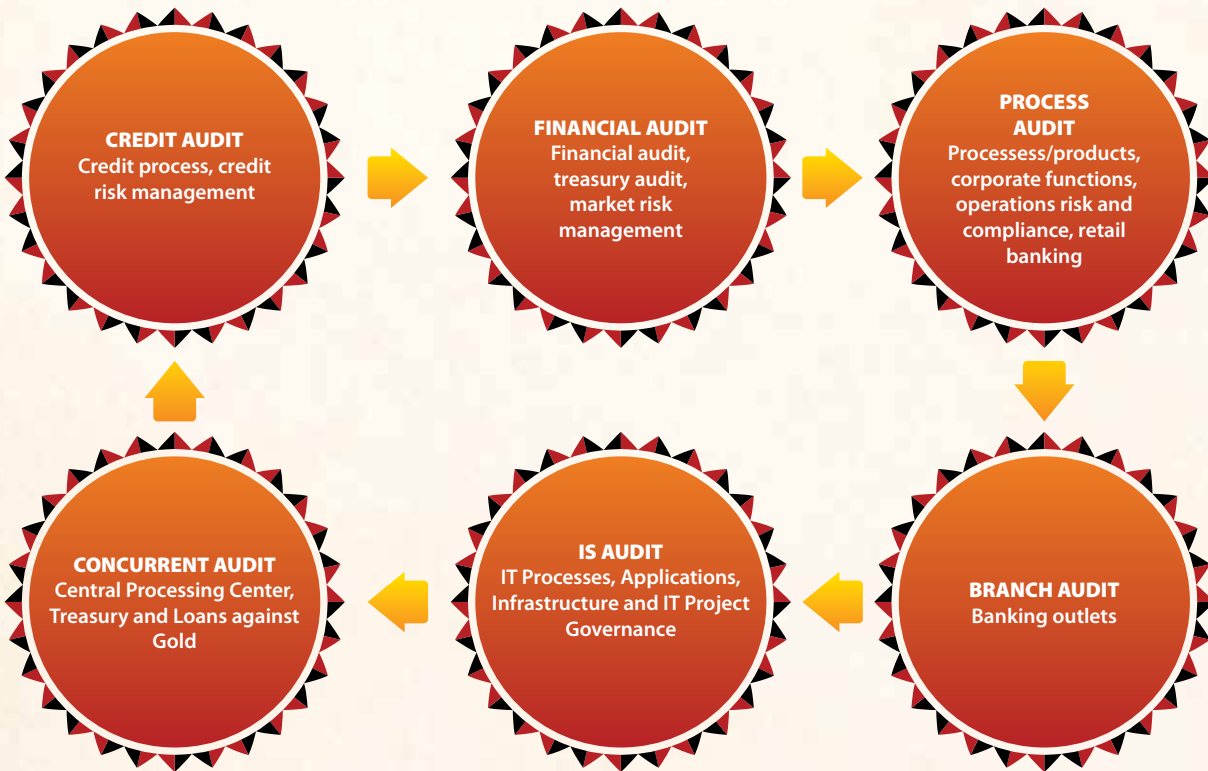 CREDIT AUDIT
Credit process, credit
risk management
FINANCIAL AUDIT
Financial audit,
treasury audit,
market risk
management
PROCESS
AUDIT
Processess/products,
corporate functions,
operations risk and
compliance, retail
banking
CONCURRENT AUDIT
Central Processing Center,
Treasury and Loans against
Gold
IS AUDIT
IT Processes, Applications,
Infrastructure and IT Project
Governance
BRANCH AUDIT
Banking outlets